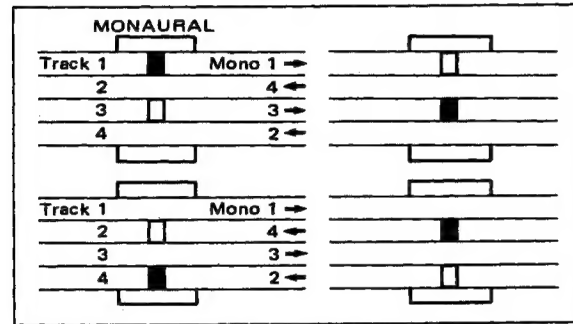 MONAURAL
Track 1 Mono 1 →
2 4 ←
3 3 →
4 2 ←
Track 1 Mono 1 →
2 4 ←
3 3 →
4 2 ←